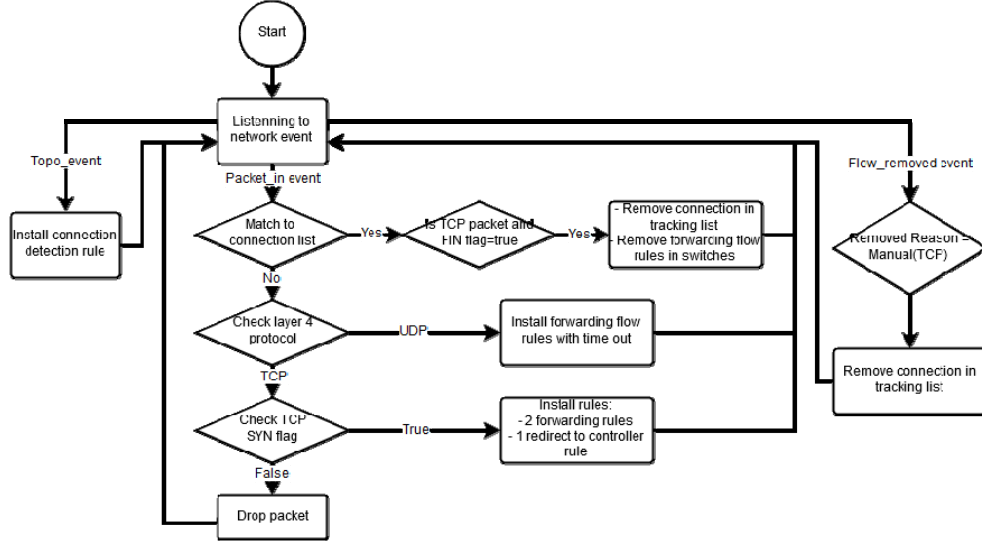 Start
Listenning to
network event
Topo_event
Packet_in event
Flow_removed event
Install connection
detection rule
Match to
connection list
Yes
Is TCP packet and
FIN flag=true
Yes
- Remove connection in
tracking list
- Remove forwarding flow
rules in switches
Removed Reason =
Manual(TCP)
No
Check layer 4
protocol
UDP
Install forwarding flow
rules with time out
Remove connection in
tracking list
TCP
Check TCP
SYN flag
True
Install rules:
- 2 forwarding rules
- 1 redirect to controller
rule
False
Drop packet